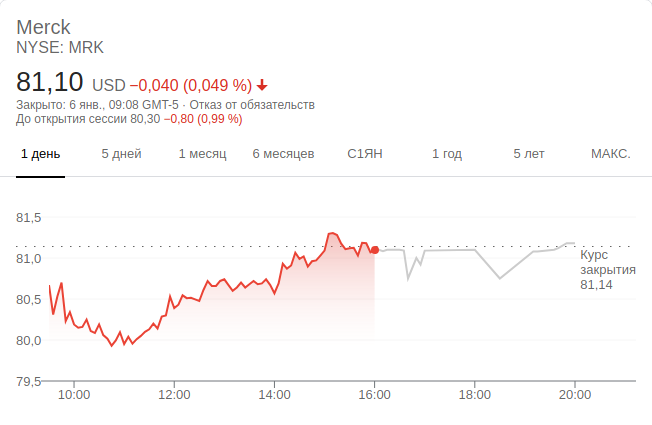 Merck
NYSE: MRK
81,10 USD −0,040 (0,049 %)
Закрыто: 6 янв., 09:08 GMT-5 · Отказ от обязательств
До открытия сессии 80,30 −0,80 (0,99 %)
1 день 5 дней 1 месяц 6 месяцев С1ЯН 1 год 5 лет МАКС.
81,5
81,0
80,5
80,0
79,5
Курс
закрытия
81,14
10:00 12:00 14:00 16:00 18:00 20:00